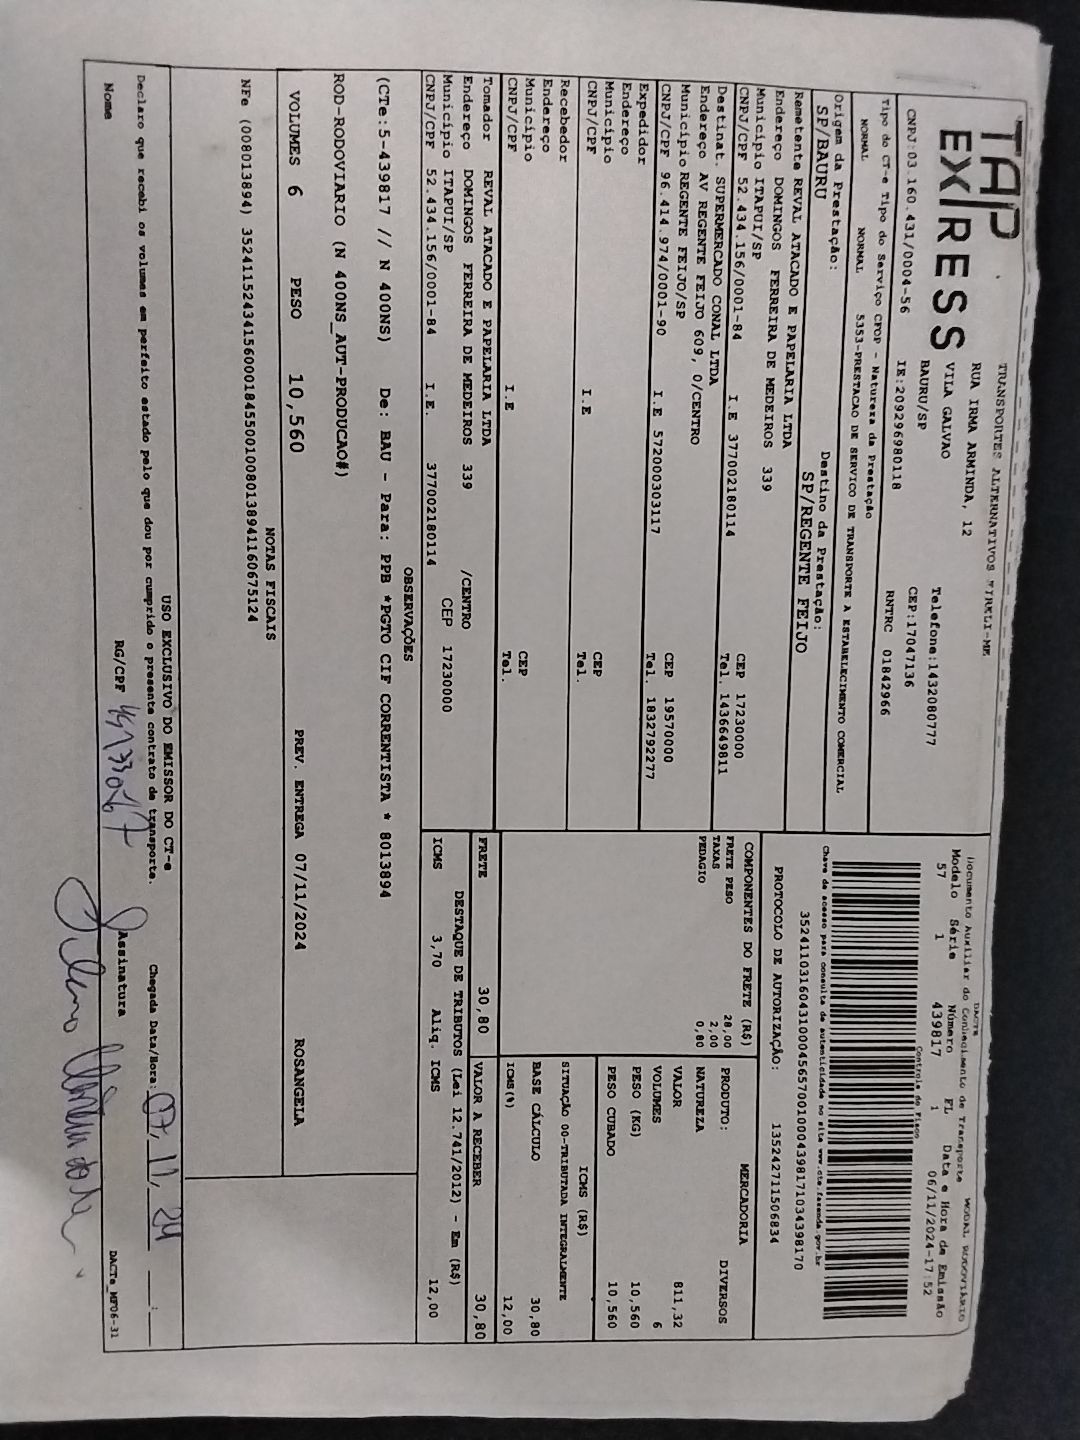 TAP
EXPRESS
TRANSPORTES ALTERNATIVOS EIRELI-ME
RUA IRMA ARMINDA, 12
VILA GALVAO
BAURU/SP
Telefone:1432080777
CEP:17047136
CNPJ:03.160.431/0004-56 IE:209296980118 RNTRC 01842966
Tipo do CT-e Tipo do Serviço CFOP - Natureza da Prestação
NORMAL NORMAL 5353-PRESTACAO DE SERVICO DE TRANSPORTE A ESTABELECIMENTO COMERCIAL
Origem da Prestação: Destino da Prestação:
SP/BAURU SP/REGENTE FEIJO
Remetente REVAL ATACADO E PAPELARIA LTDA
Endereço DOMINGOS FERREIRA DE MEDEIROS 339
Município ITAPUI/SP CEP 17230000
CNPJ/CPF 52.434.156/0001-84 I.E 377002180114 Tel. 1436649811
Destinat. SUPERMERCADO CONAL LTDA
Endereço AV REGENTE FEIJO 609, 0/CENTRO
Município REGENTE FEIJO/SP CEP 19570000
CNPJ/CPF 96.414.974/0001-90 I.E 572000303117 Tel. 1832792277
Expedidor
Endereço
Município CEP
CNPJ/CPF I.E Tel.
Recebedor
Endereço
Município CEP
CNPJ/CPF I.E Tel.
Tomador REVAL ATACADO E PAPELARIA LTDA
Endereço DOMINGOS FERREIRA DE MEDEIROS 339 /CENTRO
Município ITAPUI/SP CEP 17230000
CNPJ/CPF 52.434.156/0001-84 I.E. 377002180114
DACTE
Documento Auxiliar do Conhecimento de Transporte MODAL RODOVIÁRIO
Modelo Série Número FL Data e Hora de Emissão
57 1 439817 1 06/11/2024-17:52
Controle do Fisco
Chave de acesso para consulta de autenticidade no site www.cte.fazenda.gov.br
35241103160431000456570010004398171034398170
PROTOCOLO DE AUTORIZAÇÃO: 135242711506834
COMPONENTES DO FRETE (R$)
FRETE PESO 28,00
TAXAS 2,00
PEDAGIO 0,80
MERCADORIA
PRODUTO: DIVERSOS
NATUREZA
VALOR 811,32
VOLUMES 6
PESO (KG) 10,560
PESO CUBADO 10,560
ICMS (R$)
SITUAÇÃO 00-TRIBUTADA INTEGRALMENTE
BASE CÁLCULO 30,80
ICMS(%) 12,00
FRETE 30,80 VALOR A RECEBER 30,80
DESTAQUE DE TRIBUTOS (Lei 12.741/2012) - Em (R$)
ICMS 3,70 Aliq. ICMS 12,00
OBSERVAÇÕES
(CTe:5-439817 // N 400NS) De: BAU - Para: PPB *PGTO CIF CORRENTISTA * 8013894
ROD-RODOVIARIO (N 400NS_AUT-PRODUCAO#)
VOLUMES 6 PESO 10,560 PREV. ENTREGA 07/11/2024 ROSANGELA
NOTAS FISCAIS
NFe (008013894) 35241152434156000184550010080138941160675124
USO EXCLUSIVO DO EMISSOR DO CT-e
Declaro que recebi os volumes em perfeito estado pelo que dou por cumprido o presente contrato de transporte. Chegada Data/Hora: 07, 11, 24 __:__
Nome RG/CPF Assinatura DACTe_MF06-31